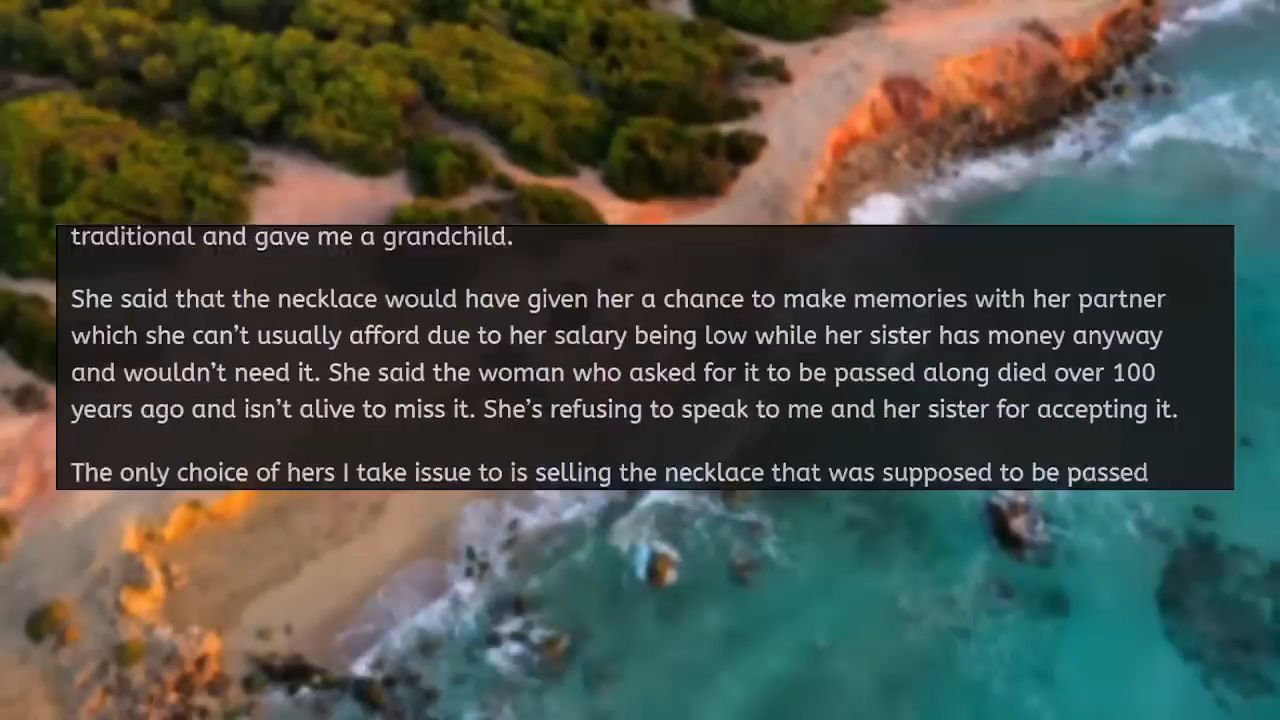 traditional and gave me a grandchild.
She said that the necklace would have given her a chance to make memories with her partner
which she can’t usually afford due to her salary being low while her sister has money anyway
and wouldn’t need it. She said the woman who asked for it to be passed along died over 100
years ago and isn’t alive to miss it. She’s refusing to speak to me and her sister for accepting it.
The only choice of hers I take issue to is selling the necklace that was supposed to be passed